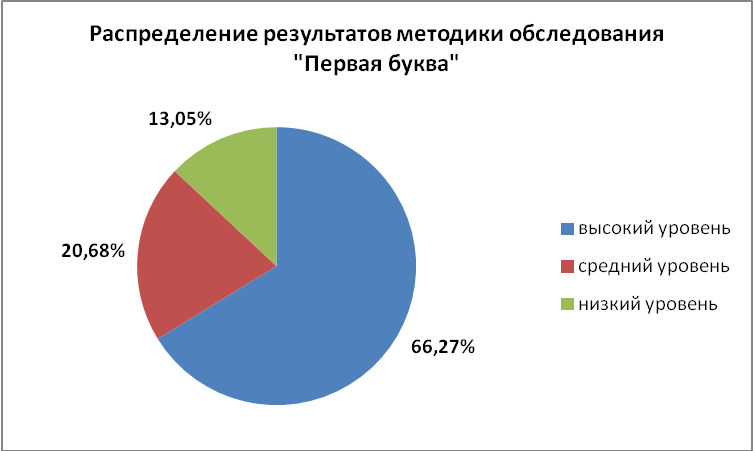 Распределение результатов методики обследования
"Первая буква"
13,05%
20,68%
66,27%
высокий уровень
средний уровень
низкий уровень